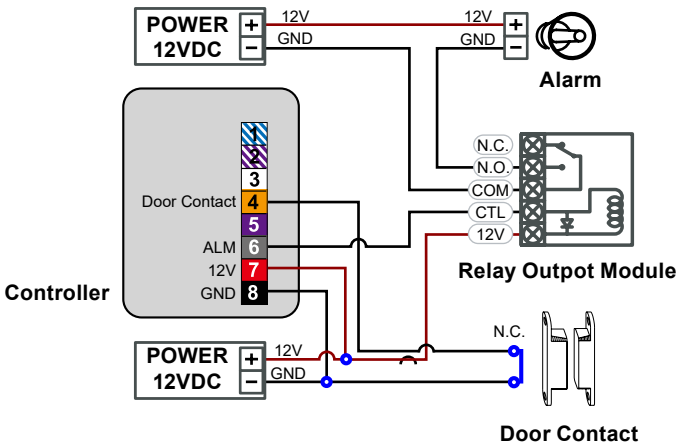 POWER
12VDC
+
−
12V
GND
12V
GND
+
−
Alarm
1
2
3
Door Contact 4
5
ALM 6
12V 7
GND 8
Controller
N.C.
N.O.
COM
CTL
12V
Relay Outpot Module
POWER
12VDC
+
−
12V
GND
N.C.
Door Contact